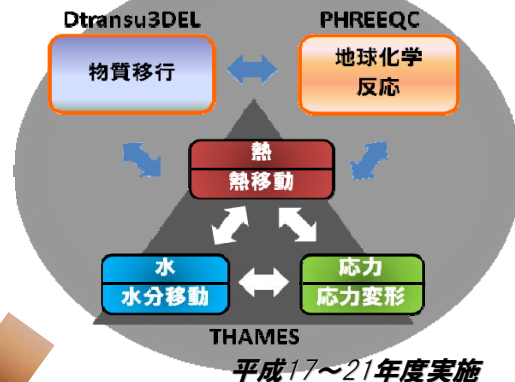 Dtransu3DEL
PHREEQC
物質移行
地球化学
反応
熱
熱移動
水
水分移動
応力
応力変形
THAMES
平成17～21年度実施